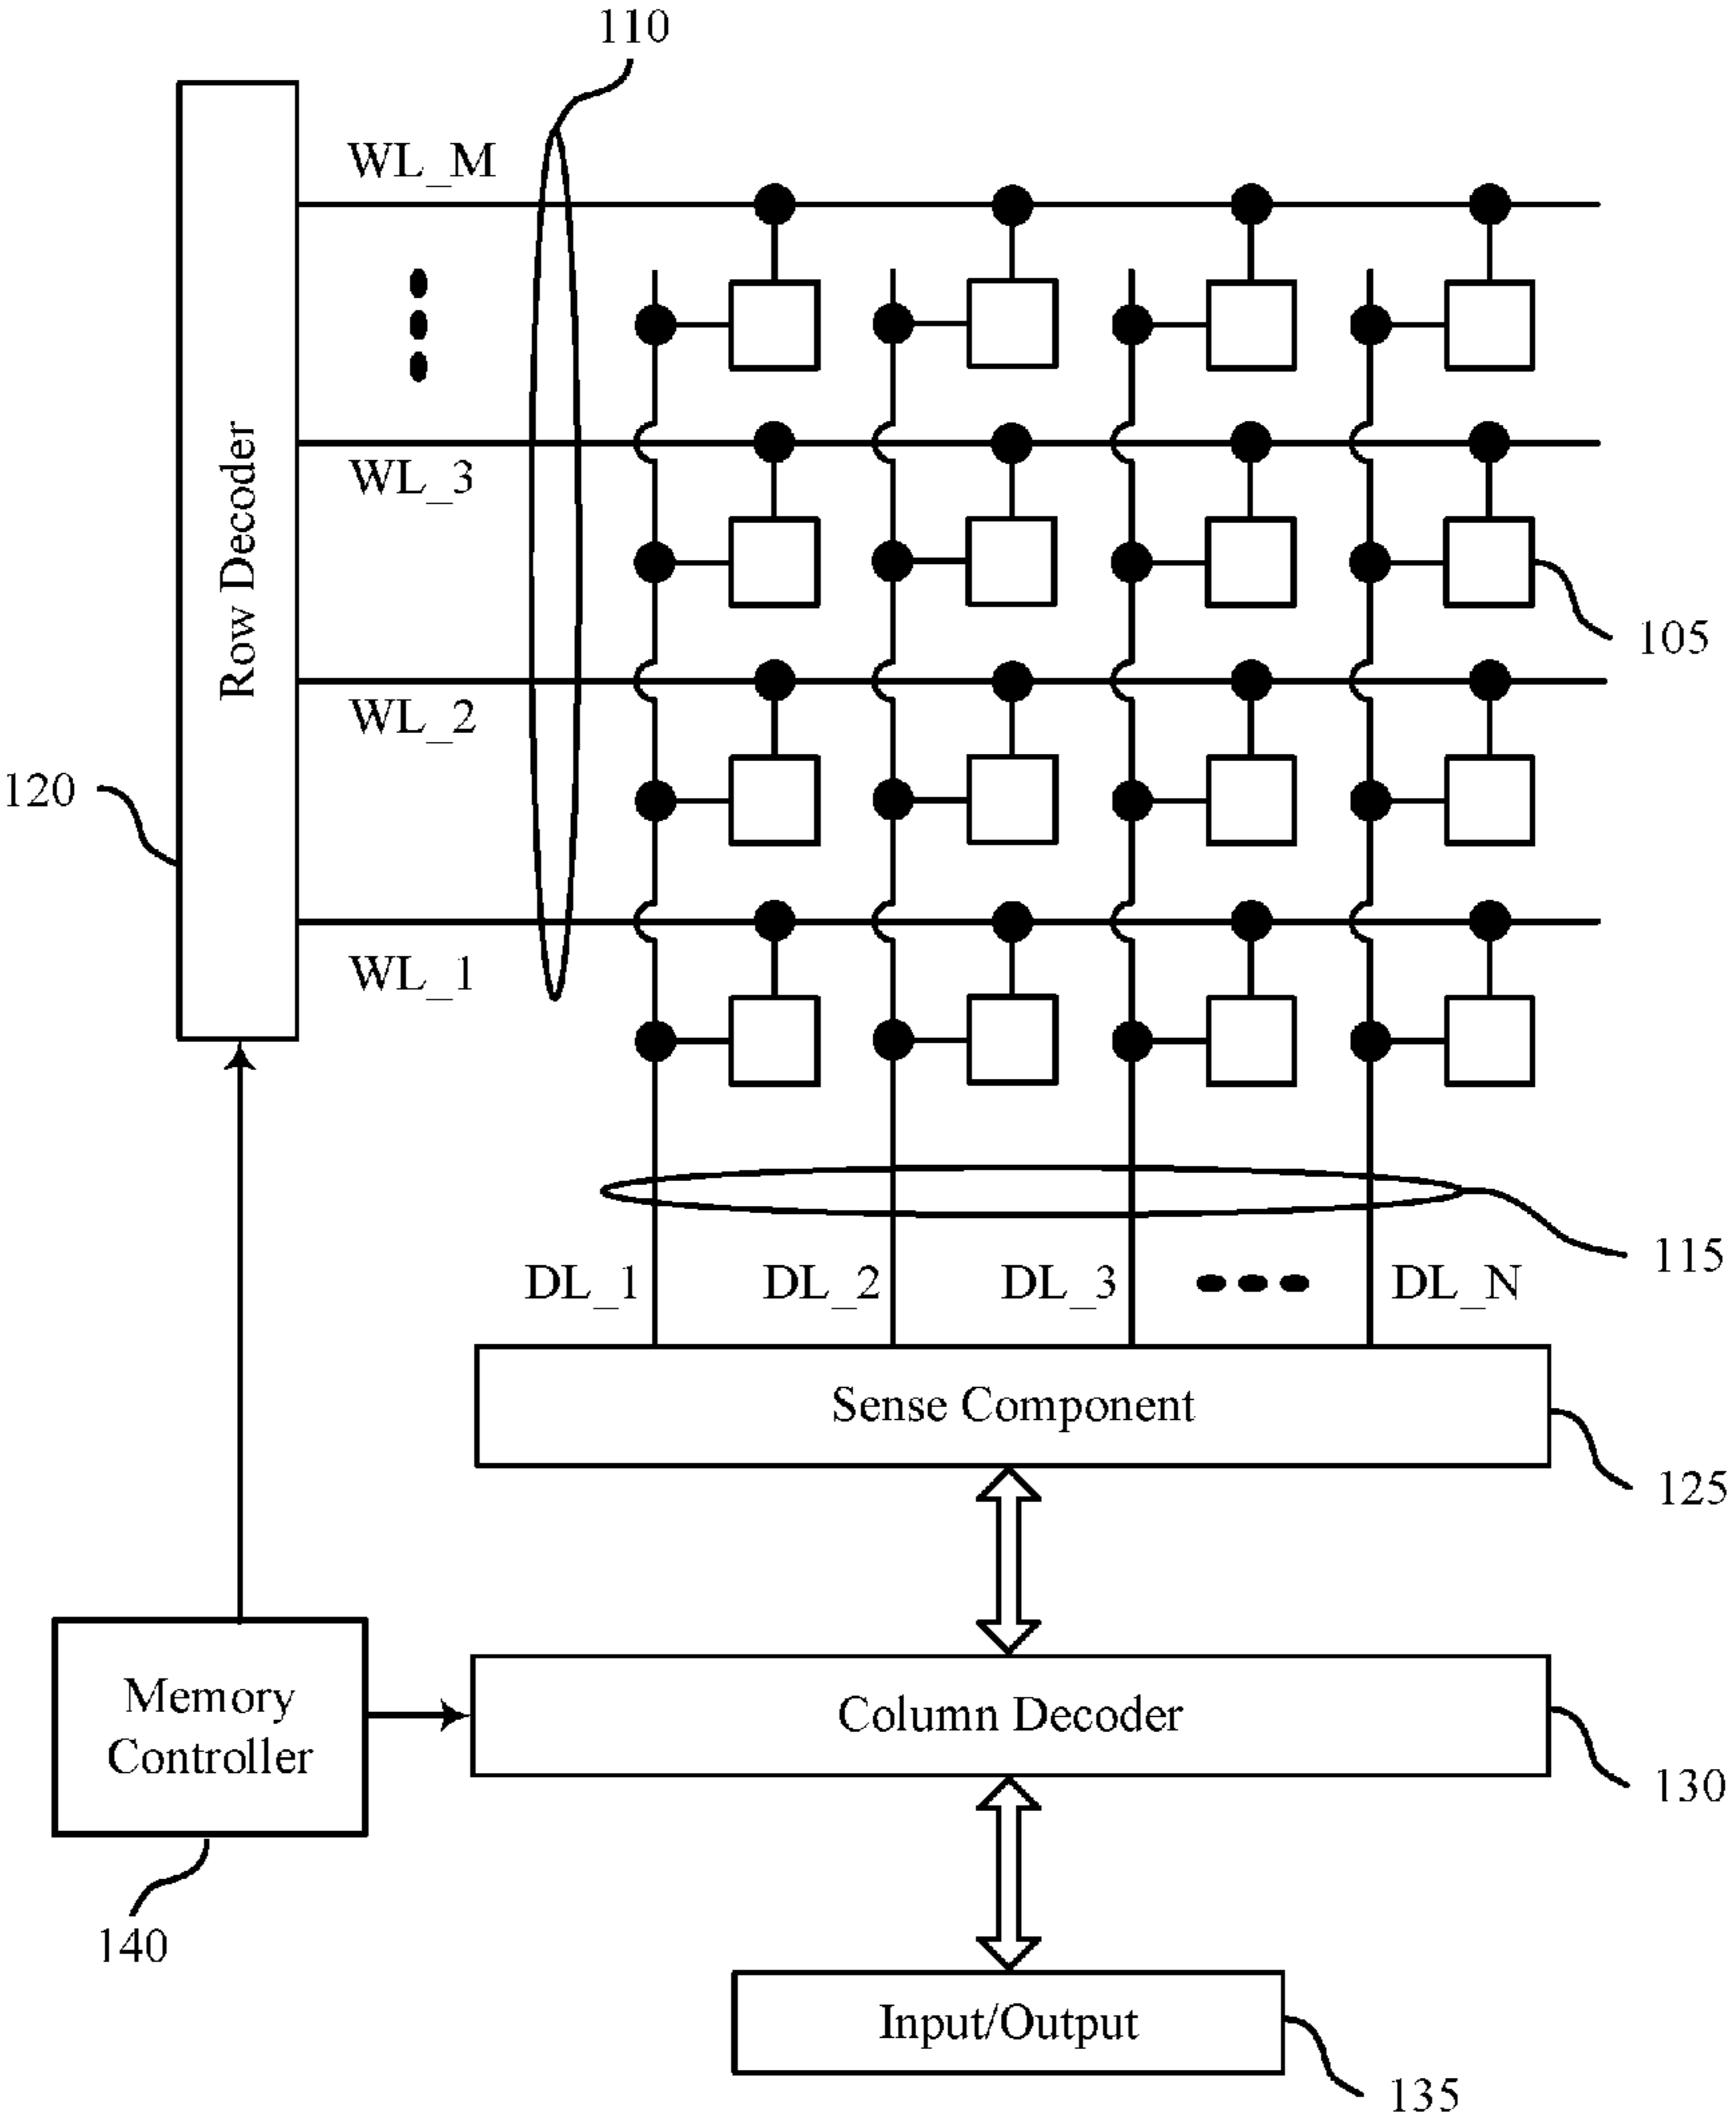 110
WL_M
WL_3
Row Decoder
105
WL_2
120
WL_1
115
DL_1 DL_2 DL_3 DL_N
Sense Component
125
Memory
Controller
Column Decoder
130
140
Input/Output
135